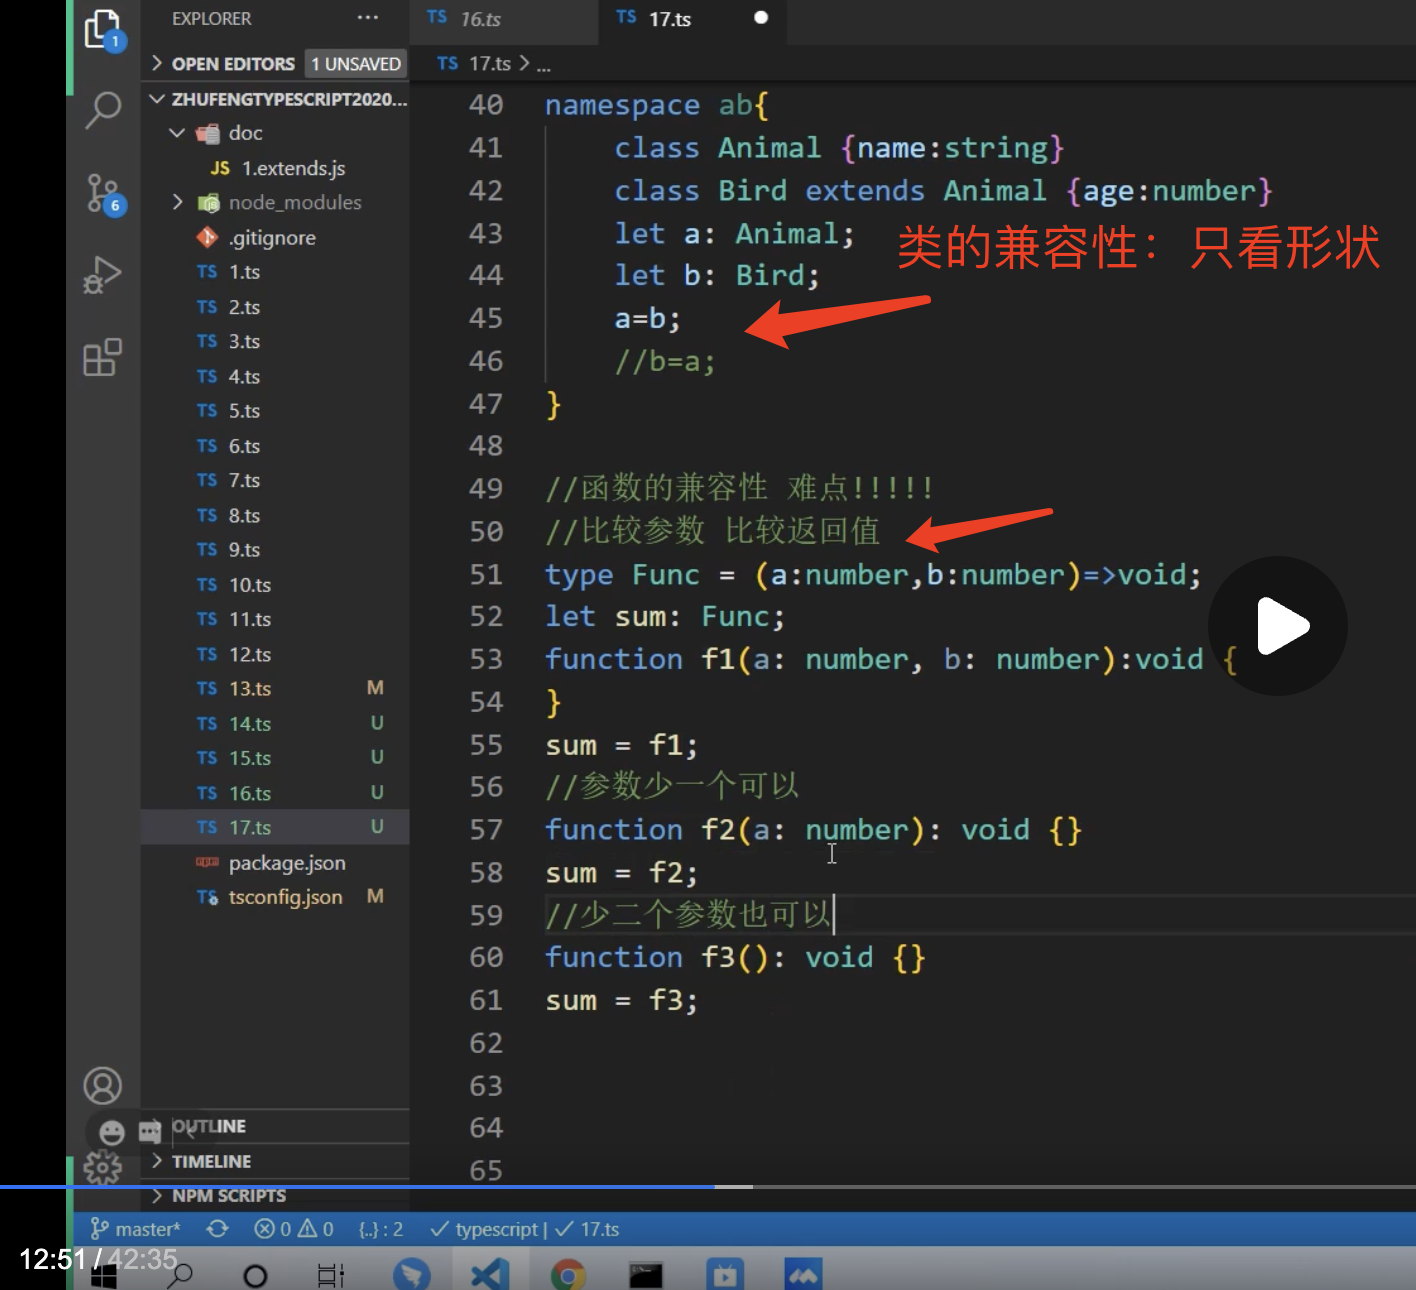 EXPLORER
TS 16.ts
TS 17.ts
OPEN EDITORS 1 UNSAVED
TS 17.ts > ...
ZHUFENGTYPESCRIPT2020...
doc
JS 1.extends.js
node_modules
.gitignore
TS 1.ts
TS 2.ts
TS 3.ts
TS 4.ts
TS 5.ts
TS 6.ts
TS 7.ts
TS 8.ts
TS 9.ts
TS 10.ts
TS 11.ts
TS 12.ts
TS 13.ts M
TS 14.ts U
TS 15.ts U
TS 16.ts U
TS 17.ts U
package.json
TS tsconfig.json M
OUTLINE
TIMELINE
NPM SCRIPTS
1
6
40 namespace ab{
41 class Animal {name:string}
42 class Bird extends Animal {age:number}
43 let a: Animal;
类的兼容性：只看形状
44 let b: Bird;
45 a=b;
46 //b=a;
47 }
48
49 //函数的兼容性 难点!!!!!
50 //比较参数 比较返回值
51 type Func = (a:number,b:number)=>void;
52 let sum: Func;
53 function f1(a: number, b: number):void {
54 }
55 sum = f1;
56 //参数少一个可以
57 function f2(a: number): void {}
58 sum = f2;
59 //少二个参数也可以
60 function f3(): void {}
61 sum = f3;
62
63
64
65
master* 0 0 {..} : 2 ✓ typescript | ✓ 17.ts
12:51 / 42:35